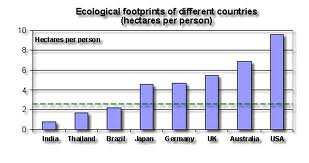 Ecological footprints of different countries
(hectares per person)
Hectares per person
10
8
6
4
2
0
India Thailand Brazil Japan Germany UK Australia USA